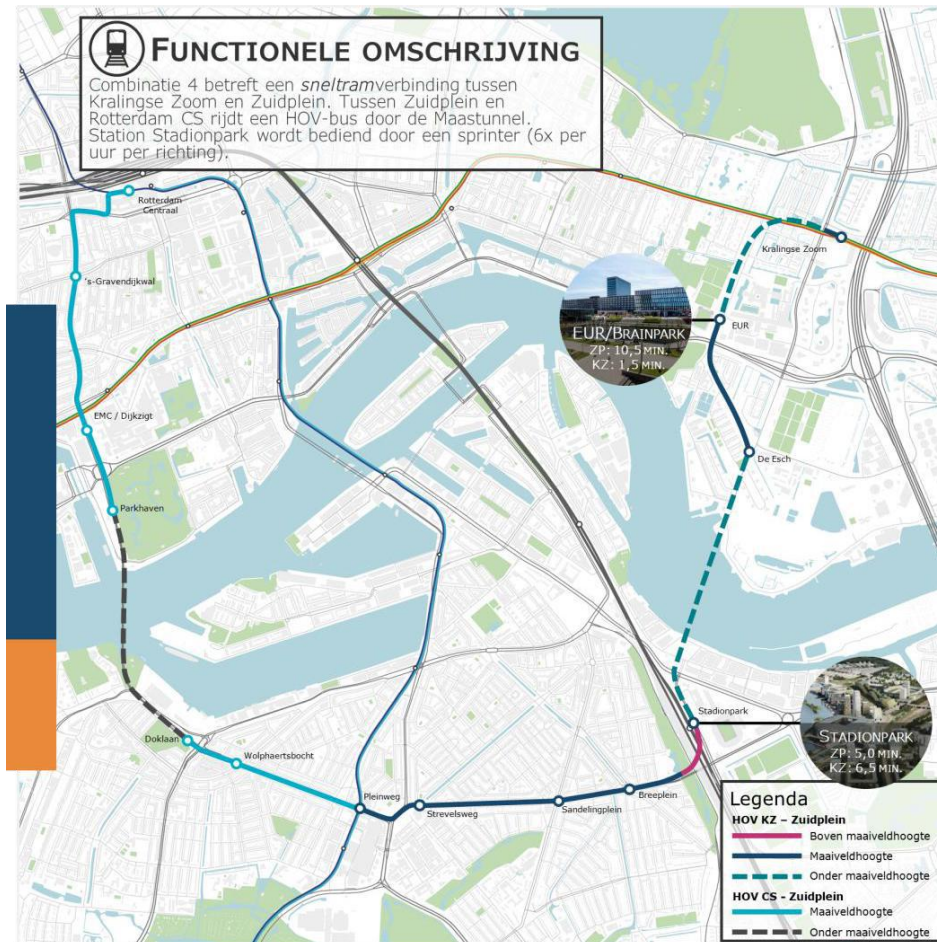 FUNCTIONELE OMSCHRIJVING
Combinatie 4 betreft een sneltramverbinding tussen
Kralingse Zoom en Zuidplein. Tussen Zuidplein en
Rotterdam CS rijdt een HOV-bus door de Maastunnel.
Station Stadionpark wordt bediend door een sprinter (6x per
uur per richting).
Rotterdam
Centraal
Kralingse Zoom
's-Gravendijkwal
EUR
EUR/BRAINPARK
ZP: 10,5 MIN.
KZ: 1,5 MIN.
EMC / Dijkzigt
De Esch
Parkhaven
Stadionpark
STADIONPARK
ZP: 5,0 MIN.
KZ: 6,5 MIN.
Doklaan
Wolphaertsbocht
Pleinweg
Strevelsweg
Sandelingplein
Breeplein
Legenda
HOV KZ – Zuidplein
Boven maaiveldhoogte
Maaiveldhoogte
Onder maaiveldhoogte
HOV CS - Zuidplein
Maaiveldhoogte
Onder maaiveldhoogte